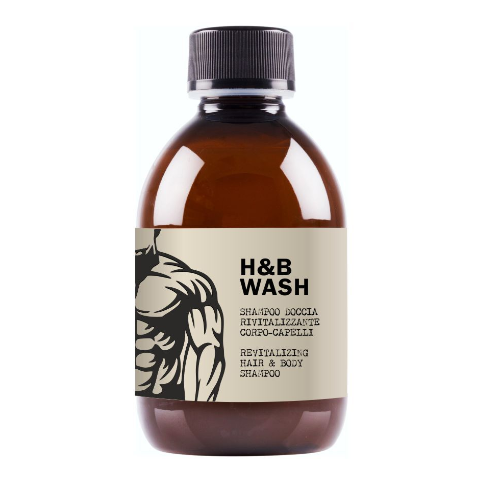 H&B
WASH
SHAMPOO DOCCIA
RIVITALIZZANTE
CORPO-CAPELLI
REVITALIZING
HAIR & BODY
SHAMPOO